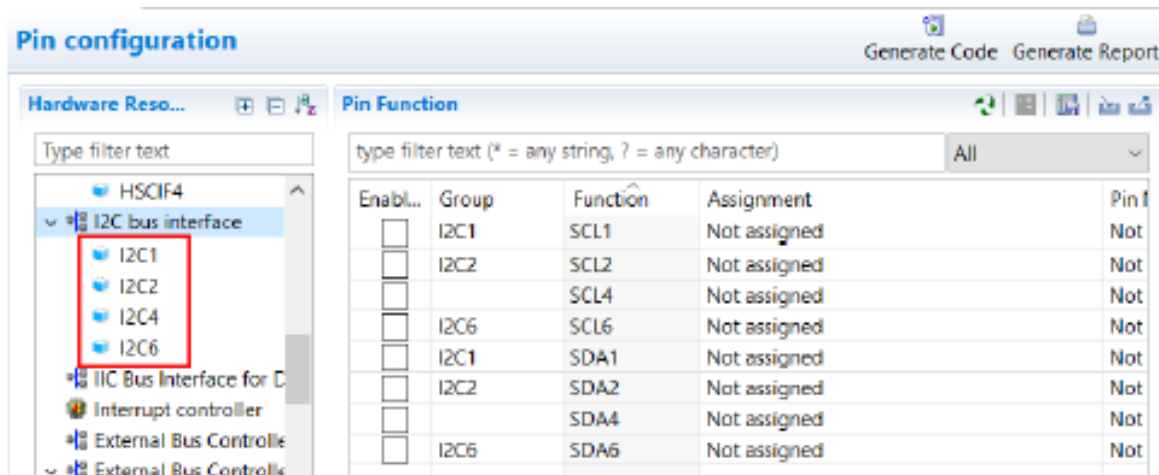 Pin configuration
Generate Code Generate Report
Hardware Reso...
Pin Function
Type filter text
type filter text (* = any string, ? = any character) All
HSCIF4
I2C bus interface
I2C1
I2C2
I2C4
I2C6
IIC Bus Interface for D
Interrupt controller
External Bus Controlle
External Bus Controlle
Enabl... Group Function Assignment Pin
I2C1 SCL1 Not assigned Not
I2C2 SCL2 Not assigned Not
SCL4 Not assigned Not
I2C6 SCL6 Not assigned Not
I2C1 SDA1 Not assigned Not
I2C2 SDA2 Not assigned Not
SDA4 Not assigned Not
I2C6 SDA6 Not assigned Not